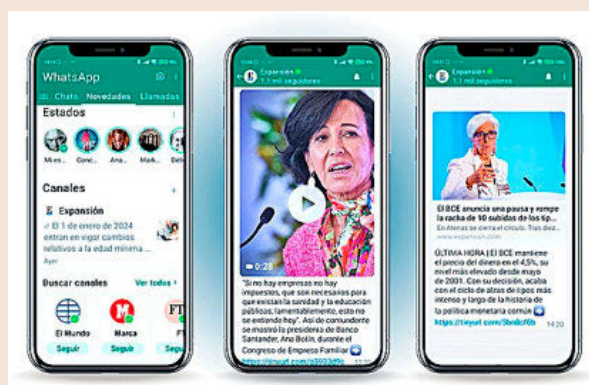 WhatsApp
Chats Novedades Llamadas
Estados
Mi es... Conc... Ana... Mark...
Canales
Expansión
El 1 de enero de 2024
entran en vigor cambios
relativos a la edad mínima ...
Ayer
Buscar canales Ver todos
FT
El Mundo Marca
Seguir Seguir Segu
Expansión
1,1 mil seguidores
0:28
"Si no hay empresas no hay
impuestos, que son necesarios para
que existan la sanidad y la educación
públicas; lamentablemente, esto no
se entiende hoy". Así de contundente
se mostró la presidenta de Banco
Santander, Ana Botín, durante el
Congreso de Empresa Familiar
Expansión
1,1 mil seguidores
El BCE anuncia una pausa y rompe
la racha de 10 subidas de los tip...
En Atenas se cierra el círculo. Tras diez...
www.expansion.com
ÚLTIMA HORA | El BCE mantiene
el precio del dinero en el 4,5%, su
nivel más elevado desde mayo
de 2001. Con su decisión, acaba
con el ciclo de alzas de tipos más
intenso y largo de la historia de
la política monetaria común
14:20